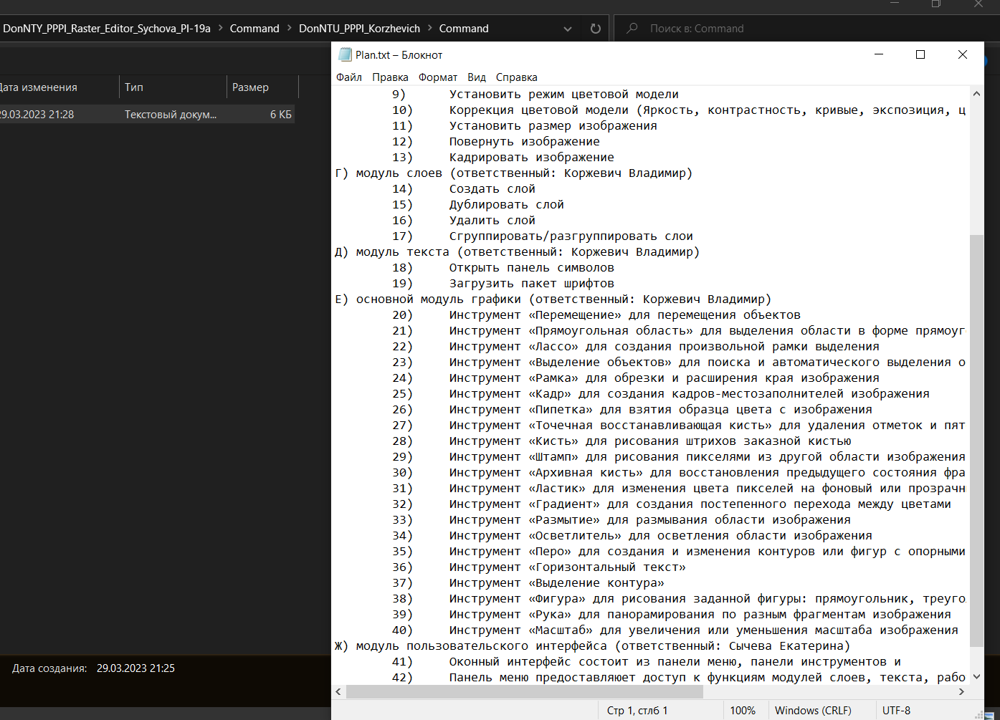 DonNTY_PPPI_Raster_Editor_Sychova_PI-19a > Command > DonNTU_PPPI_Korzhevich > Command
Поиск в: Command
Дата изменения Тип Размер
29.03.2023 21:28 Текстовый докум... 6 КБ
Plan.txt – Блокнот
Файл Правка Формат Вид Справка
9) Установить режим цветовой модели
10) Коррекция цветовой модели (Яркость, контрастность, кривые, экспозиция, ц
11) Установить размер изображения
12) Повернуть изображение
13) Кадрировать изображение
Г) модуль слоев (ответственный: Коржевич Владимир)
14) Создать слой
15) Дублировать слой
16) Удалить слой
17) Сгруппировать/разгруппировать слои
Д) модуль текста (ответственный: Коржевич Владимир)
18) Открыть панель символов
19) Загрузить пакет шрифтов
Е) основной модуль графики (ответственный: Коржевич Владимир)
20) Инструмент «Перемещение» для перемещения объектов
21) Инструмент «Прямоугольная область» для выделения области в форме прямоуг
22) Инструмент «Лассо» для создания произвольной рамки выделения
23) Инструмент «Выделение объектов» для поиска и автоматического выделения о
24) Инструмент «Рамка» для обрезки и расширения края изображения
25) Инструмент «Кадр» для создания кадров-местозаполнителей изображения
26) Инструмент «Пипетка» для взятия образца цвета с изображения
27) Инструмент «Точечная восстанавливающая кисть» для удаления отметок и пят
28) Инструмент «Кисть» для рисования штрихов заказной кистью
29) Инструмент «Штамп» для рисования пикселями из другой области изображения
30) Инструмент «Архивная кисть» для восстановления предыдущего состояния фра
31) Инструмент «Ластик» для изменения цвета пикселей на фоновый или прозрачн
32) Инструмент «Градиент» для создания постепенного перехода между цветами
33) Инструмент «Размытие» для размывания области изображения
34) Инструмент «Осветлитель» для осветления области изображения
35) Инструмент «Перо» для создания и изменения контуров или фигур с опорными
36) Инструмент «Горизонтальный текст»
37) Инструмент «Выделение контура»
38) Инструмент «Фигура» для рисования заданной фигуры: прямоугольник, треугол
39) Инструмент «Рука» для панорамирования по разным фрагментам изображения
40) Инструмент «Масштаб» для увеличения или уменьшения масштаба изображения
Ж) модуль пользовательского интерфейса (ответственный: Сычева Екатерина)
41) Оконный интерфейс состоит из панели меню, панели инструментов и
42) Панель меню предоставляюет доступ к функциям модулей слоев, текста, рабо
Дата создания: 29.03.2023 21:25
Стр 1, стлб 1 100% Windows (CRLF) UTF-8